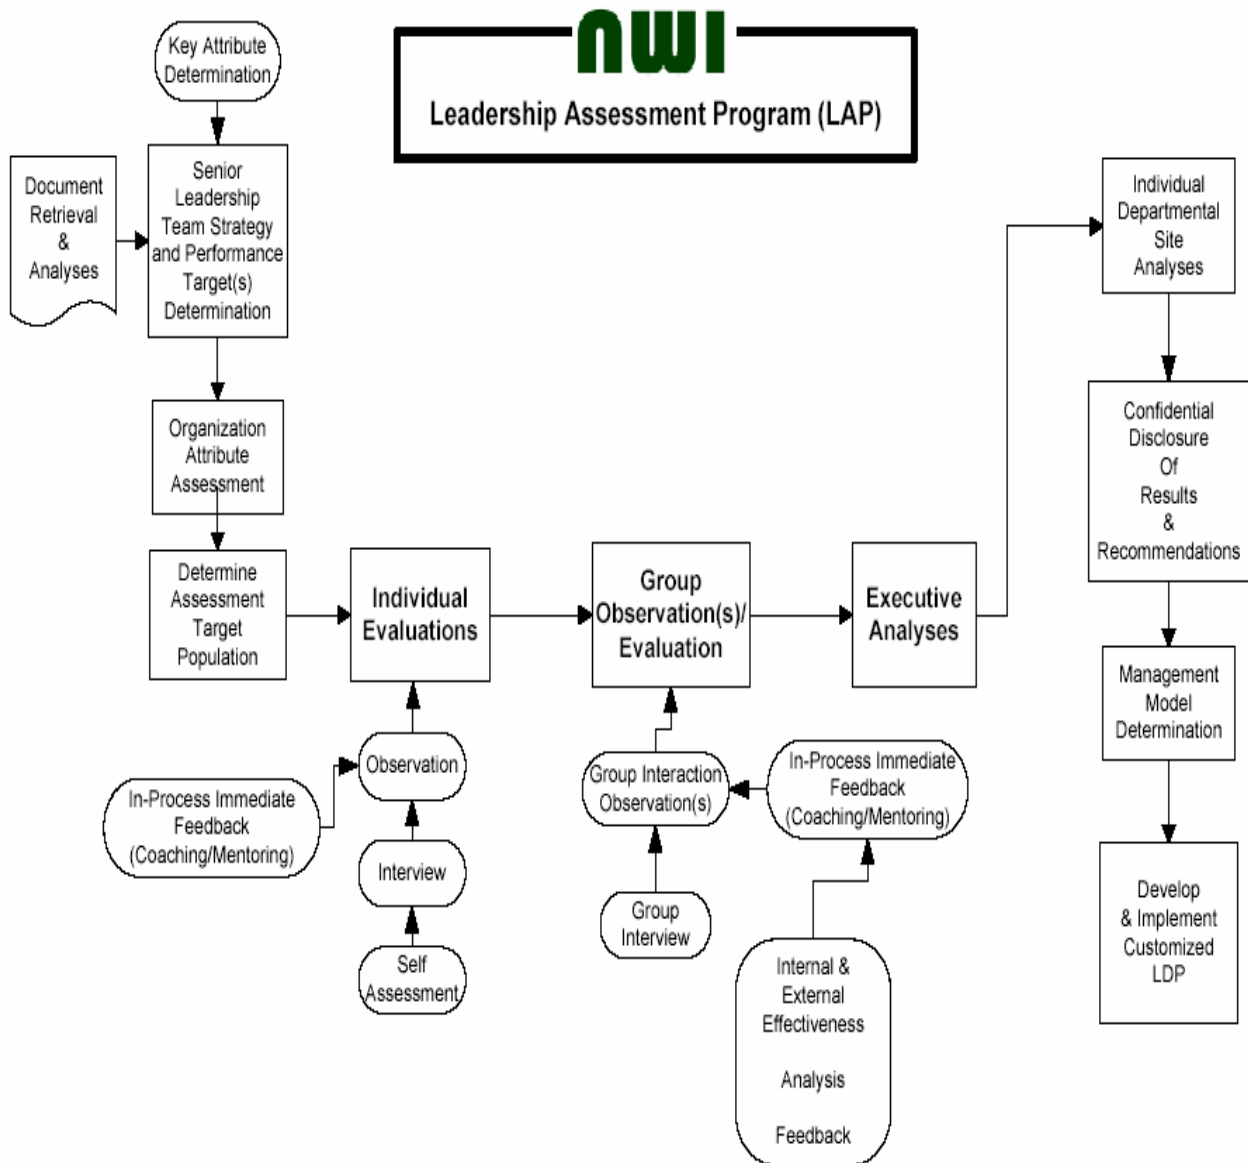 nwi
Leadership Assessment Program (LAP)
Key Attribute
Determination
Document
Retrieval
&
Analyses
Senior
Leadership
Team Strategy
and Performance
Target(s)
Determination
Organization
Attribute
Assessment
Determine
Assessment
Target
Population
Individual
Evaluations
Observation
In-Process Immediate
Feedback
(Coaching/Mentoring)
Interview
Self
Assessment
Group
Observation(s)/
Evaluation
Group Interaction
Observation(s)
In-Process Immediate
Feedback
(Coaching/Mentoring)
Group
Interview
Internal &
External
Effectiveness
Analysis
Feedback
Executive
Analyses
Individual
Departmental
Site
Analyses
Confidential
Disclosure
Of
Results
&
Recommendations
Management
Model
Determination
Develop
& Implement
Customized
LDP